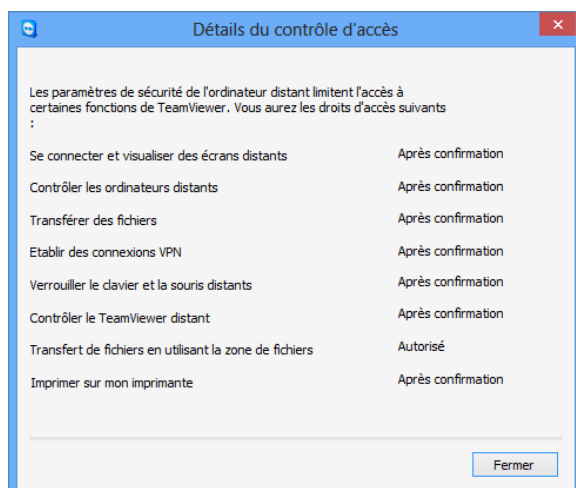 Détails du contrôle d'accès
Les paramètres de sécurité de l'ordinateur distant limitent l'accès à
certaines fonctions de TeamViewer. Vous aurez les droits d'accès suivants
:
Se connecter et visualiser des écrans distants Après confirmation
Contrôler les ordinateurs distants Après confirmation
Transférer des fichiers Après confirmation
Etablir des connexions VPN Après confirmation
Verrouiller le clavier et la souris distants Après confirmation
Contrôler le TeamViewer distant Après confirmation
Transfert de fichiers en utilisant la zone de fichiers Autorisé
Imprimer sur mon imprimante Après confirmation
Fermer